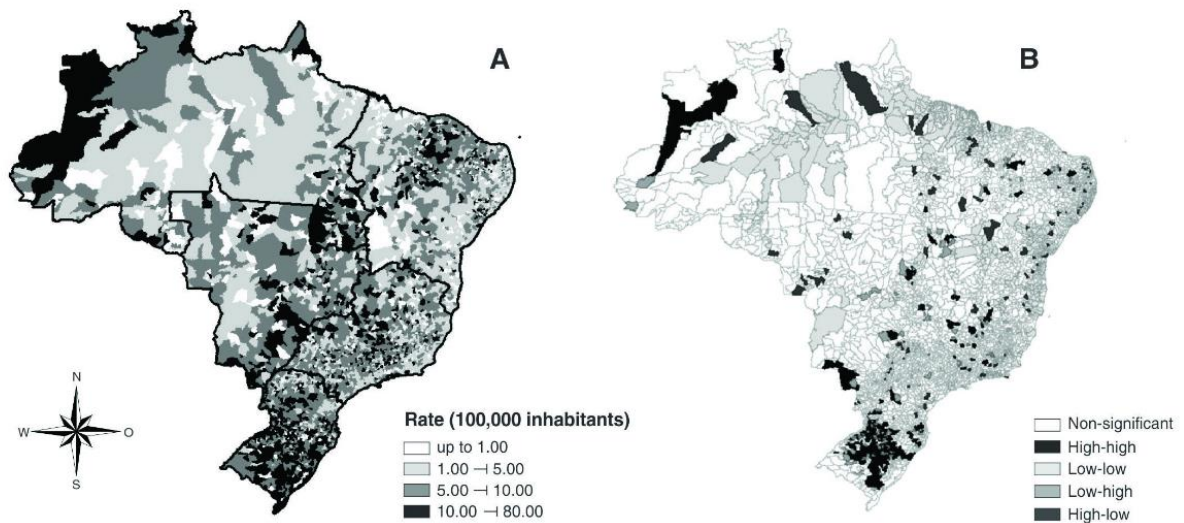 A
B
N
W
O
S
Rate (100,000 inhabitants)
up to 1.00
1.00 ⊣ 5.00
5.00 ⊣ 10.00
10.00 ⊣ 80.00
Non-significant
High-high
Low-low
Low-high
High-low